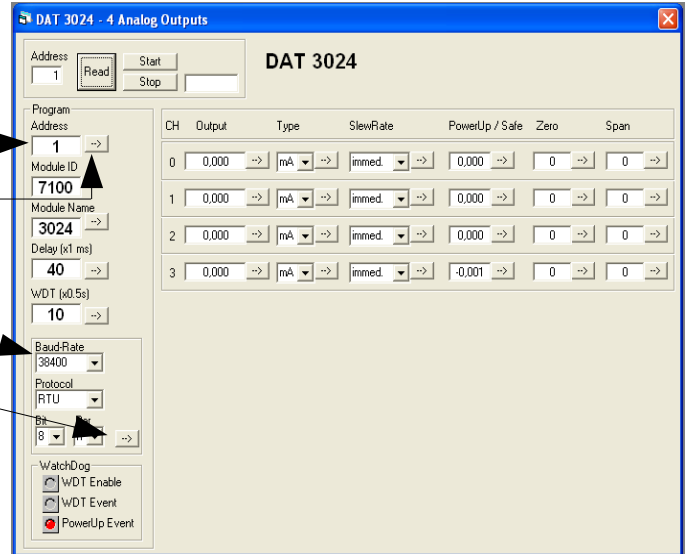 DAT 3024 - 4 Analog Outputs
Address
1
Read
Start
Stop
DAT 3024
Program
Address
1 -->
Module ID
7100
Module Name
3024 -->
Delay (x1 ms)
40 -->
WDT (x0.5s)
10 -->
Baud-Rate
38400
Protocol
RTU
Bit
8 -->
WatchDog
WDT Enable
WDT Event
PowerUp Event
CH Output Type SlewRate PowerUp / Safe Zero Span
0 0,000 --> mA --> immed. --> 0,000 --> 0 --> 0 -->
1 0,000 --> mA --> immed. --> 0,000 --> 0 --> 0 -->
2 0,000 --> mA --> immed. --> 0,000 --> 0 --> 0 -->
3 0,000 --> mA --> immed. --> -0,001 --> 0 --> 0 -->